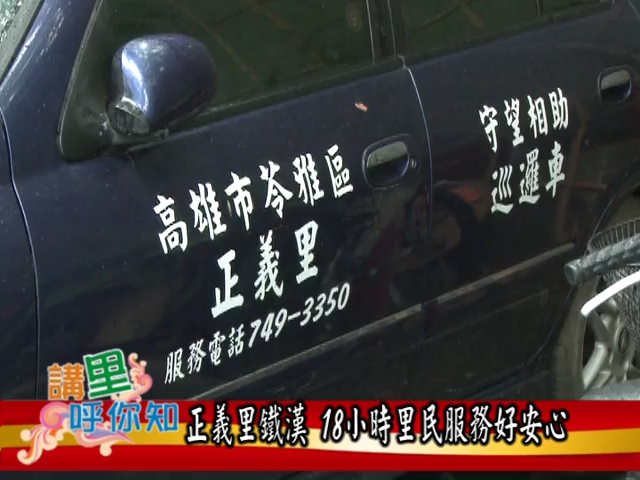 高雄市苓雅區
正義里
服務電話749-3350
守望相助
巡邏車
講里
呼你知
正義里鐵漢 18小時里民服務好安心